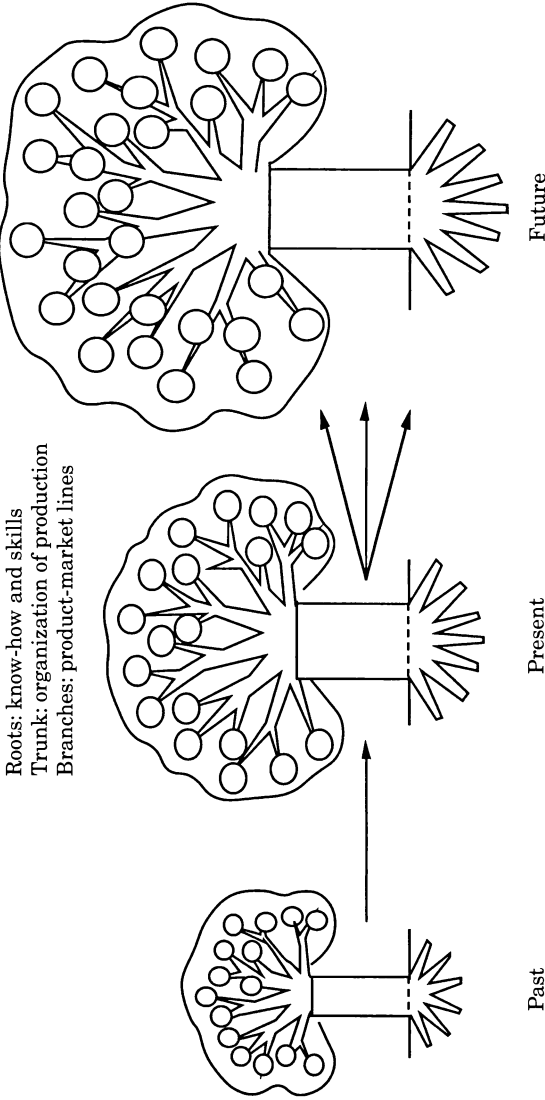 Roots: know-how and skills
Trunk: organization of production
Branches: product-market lines
Past
Present
Future